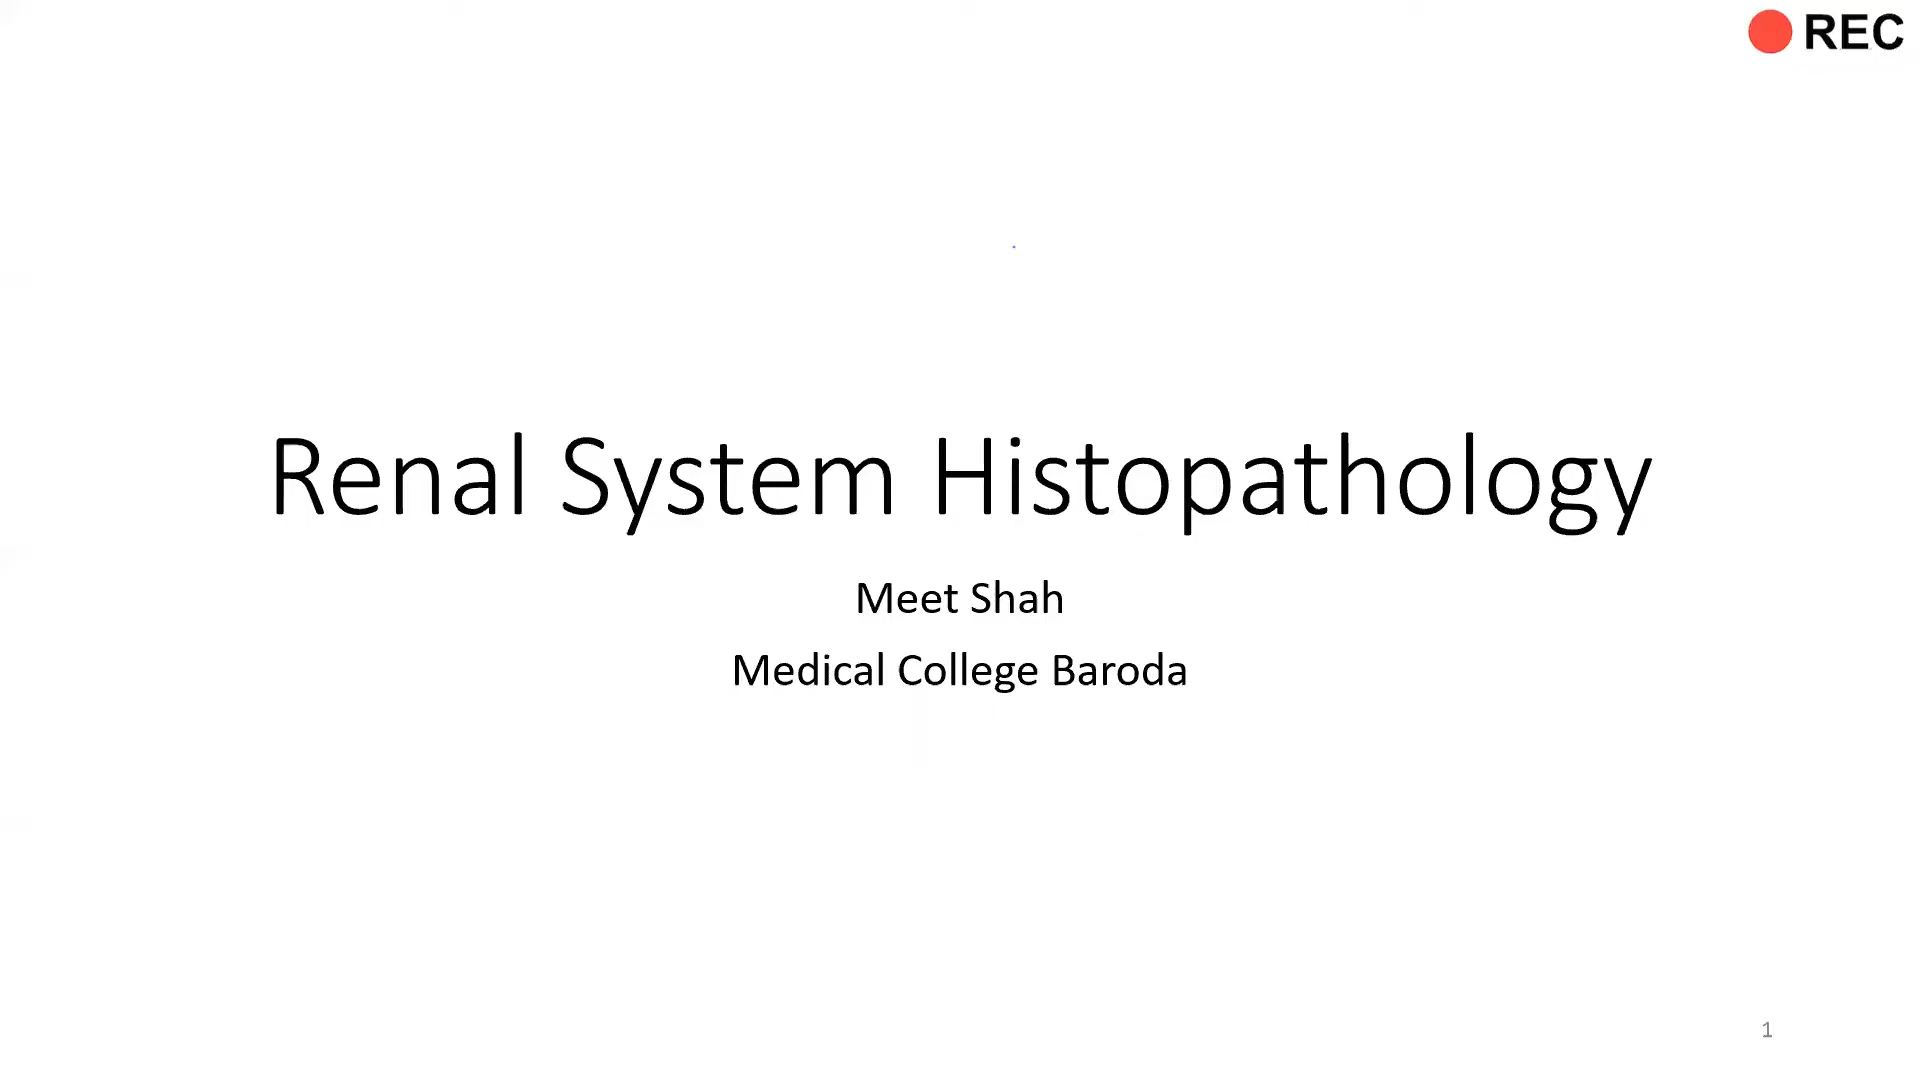 REC
Renal System Histopathology
Meet Shah
Medical College Baroda
1